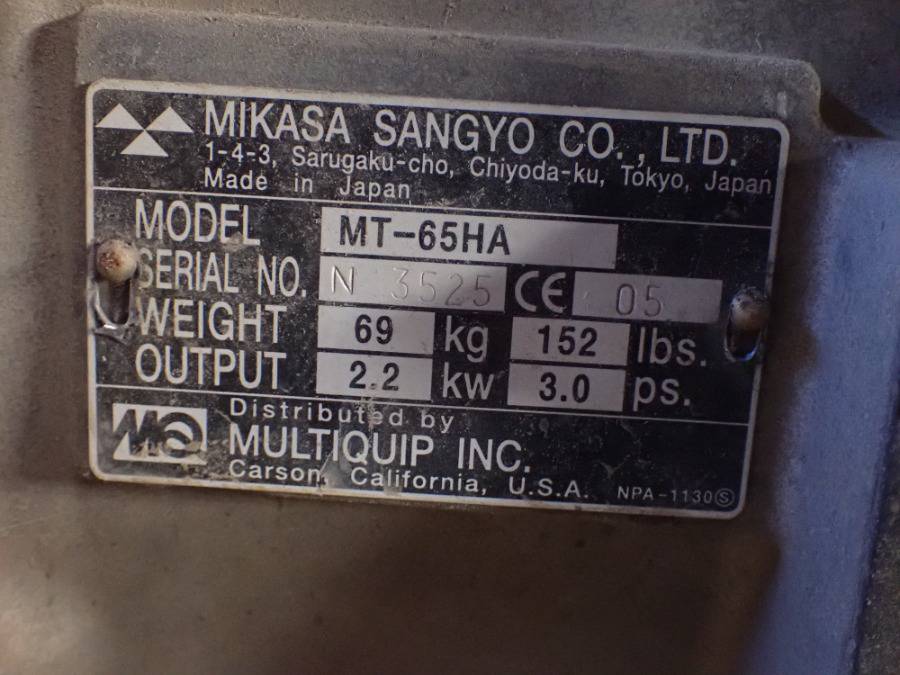 MIKASA SANGYO CO., LTD.
1-4-3, Sarugaku-cho, Chiyoda-ku, Tokyo, Japan
Made in Japan
MODEL MT-65HA
SERIAL NO. N 3525 CE 05
WEIGHT 69 kg 152 lbs.
OUTPUT 2.2 kw 3.0 ps.
MQ Distributed by
MULTIQUIP INC.
Carson, California, U.S.A. NPA-1130 Ⓢ